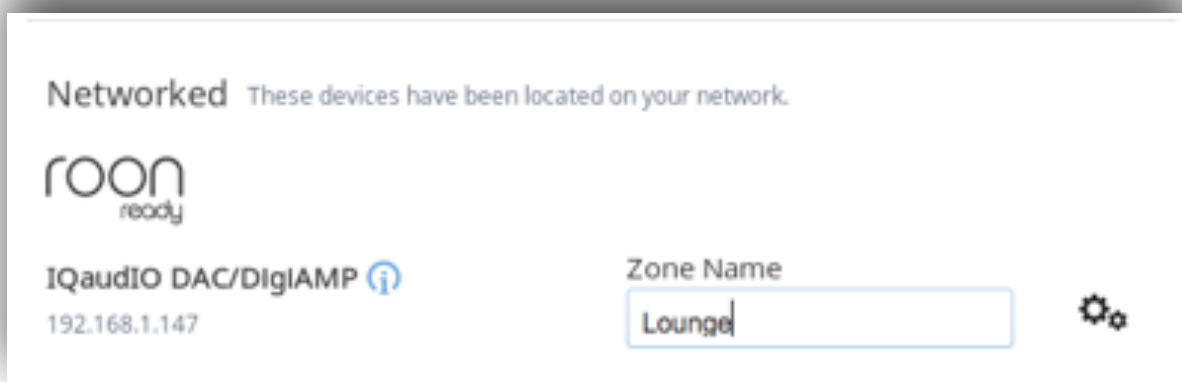 Networked These devices have been located on your network.
roon
ready
IQaudIO DAC/DIgIAMP
192.168.1.147
Zone Name
Lounge